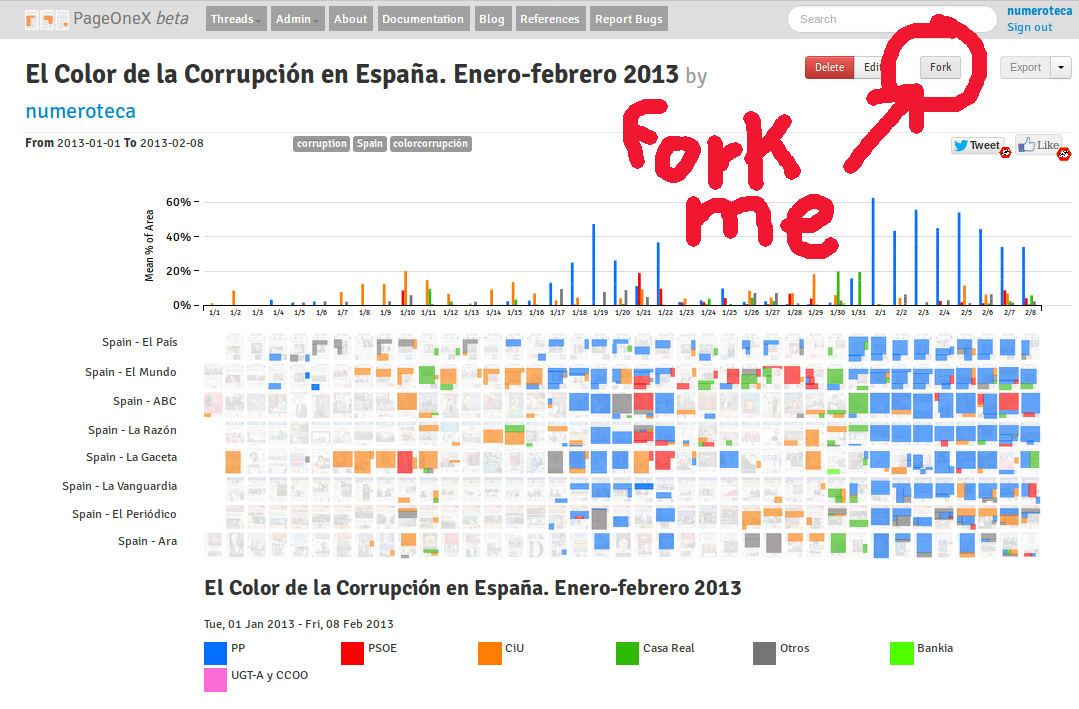 PageOneX beta
Threads
Admin
About
Documentation
Blog
References
Report Bugs
Search
numeroteca
Sign out
El Color de la Corrupción en España. Enero-febrero 2013 by
numeroteca
Delete
Edit
Fork
Export
From 2013-01-01 To 2013-02-08
corruption
Spain
colorcorrupción
Tweet
Like
Fork
me
Mean % of Area
60%
40%
20%
0%
1/1 1/2 1/3 1/4 1/5 1/6 1/7 1/8 1/9 1/10 1/11 1/12 1/13 1/14 1/15 1/16 1/17 1/18 1/19 1/20 1/21 1/22 1/23 1/24 1/25 1/26 1/27 1/28 1/29 1/30 1/31 2/1 2/2 2/3 2/4 2/5 2/6 2/7 2/8
Spain - El País
Spain - El Mundo
Spain - ABC
Spain - La Razón
Spain - La Gaceta
Spain - La Vanguardia
Spain - El Periódico
Spain - Ara
El Color de la Corrupción en España. Enero-febrero 2013
Tue, 01 Jan 2013 - Fri, 08 Feb 2013
PP
PSOE
CiU
Casa Real
Otros
Bankia
UGT-A y CCOO